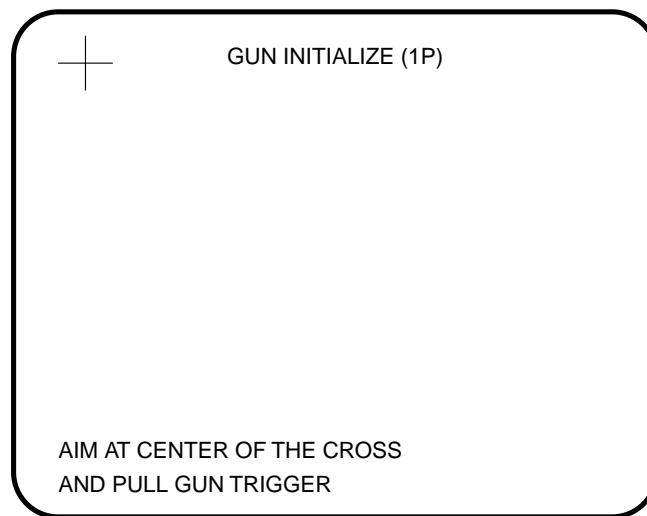 GUN INITIALIZE (1P)
AIM AT CENTER OF THE CROSS
AND PULL GUN TRIGGER